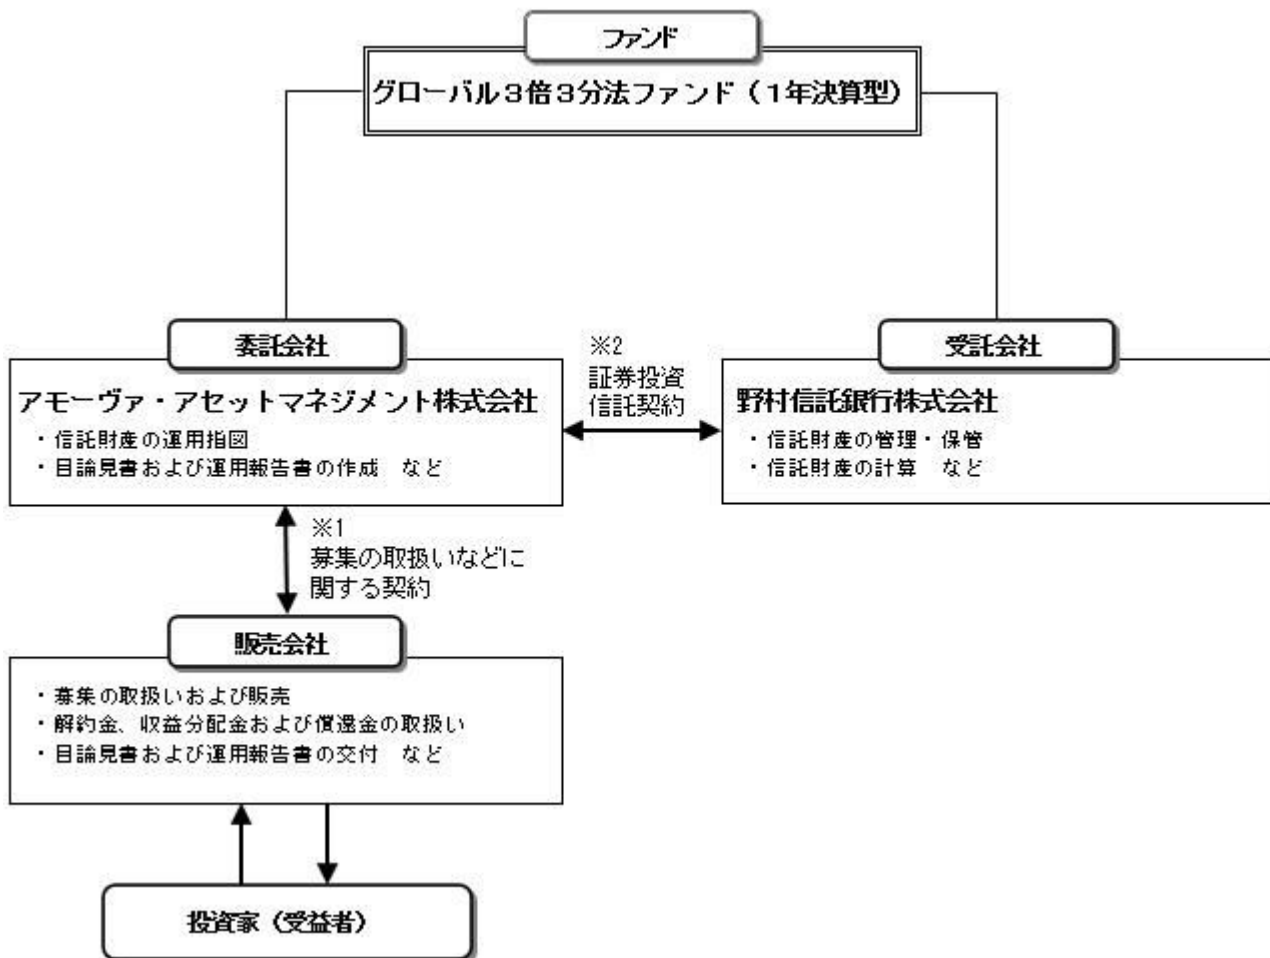 ファンド
グローバル3倍3分法ファンド（1年決算型）
委託会社
アモーヴァ・アセットマネジメント株式会社
・信託財産の運用指図
・目論見書および運用報告書の作成　など
※2
証券投資
信託契約
受託会社
野村信託銀行株式会社
・信託財産の管理・保管
・信託財産の計算　など
※1
募集の取扱いなどに
関する契約
販売会社
・募集の取扱いおよび販売
・解約金、収益分配金および償還金の取扱い
・目論見書および運用報告書の交付　など
投資家（受益者）